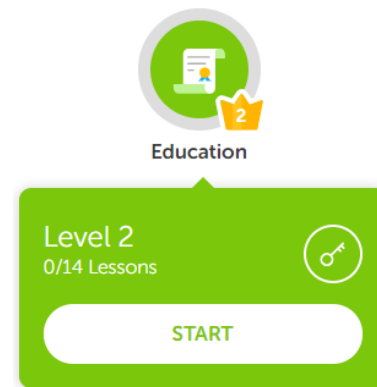 2
Education
Level 2
0/14 Lessons
START